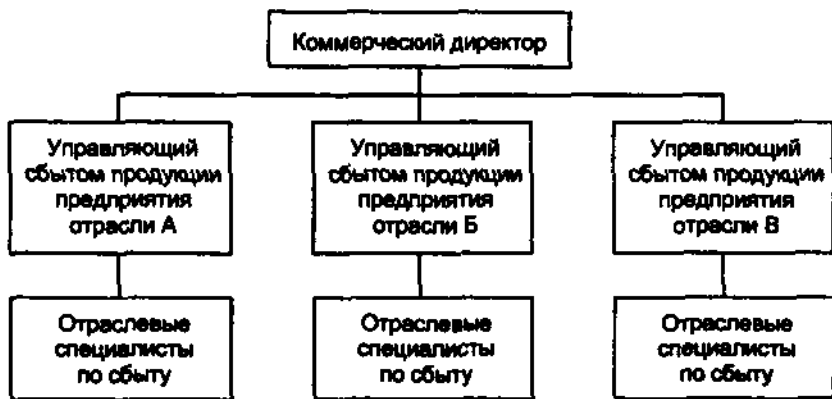 Коммерческий директор
Управляющий
сбытом продукции
предприятия
отрасли А
Управляющий
сбытом продукции
предприятия
отрасли Б
Управляющий
сбытом продукции
предприятия
отрасли В
Отраслевые
специалисты
по сбыту
Отраслевые
специалисты
по сбыту
Отраслевые
специалисты
по сбыту